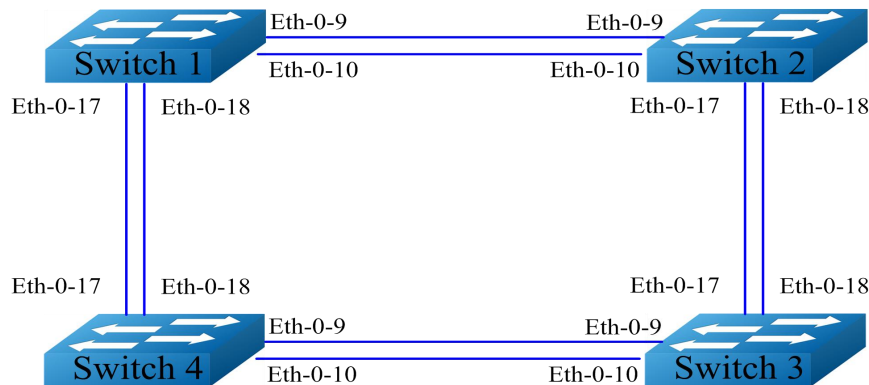 Eth-0-9 Eth-0-9
Switch 1 Switch 2
Eth-0-10 Eth-0-10
Eth-0-17 Eth-0-18 Eth-0-17 Eth-0-18
Eth-0-17 Eth-0-18 Eth-0-17 Eth-0-18
Eth-0-9 Eth-0-9
Switch 4 Switch 3
Eth-0-10 Eth-0-10